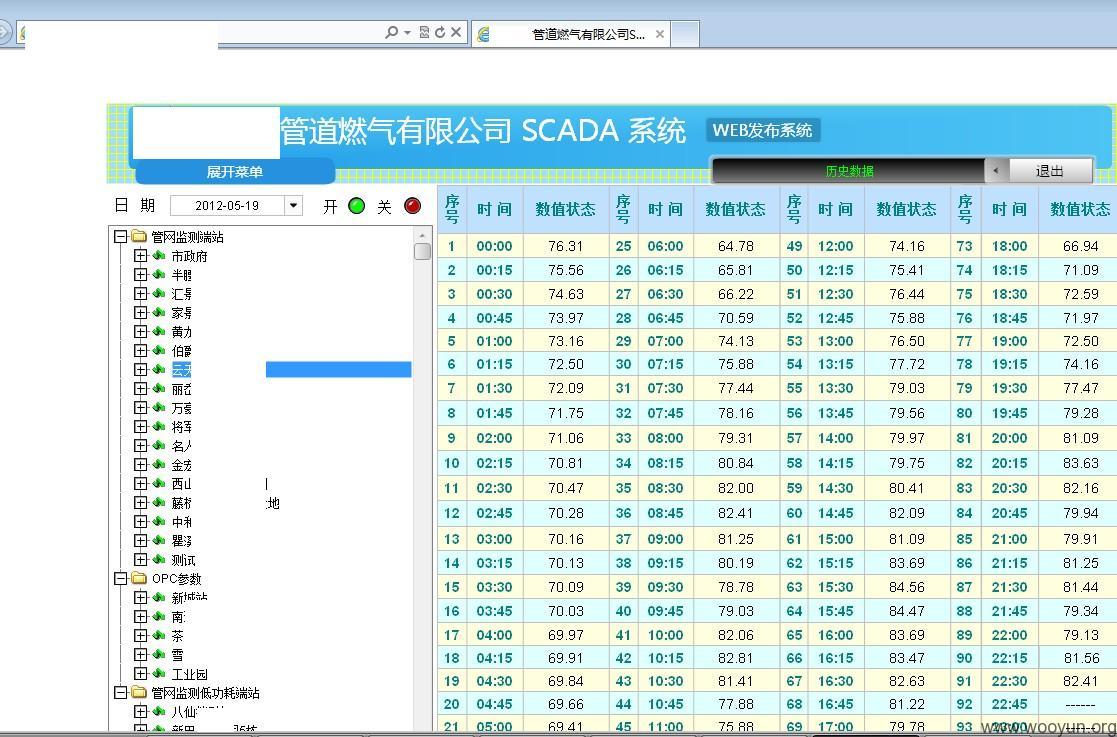 管道燃气有限公司S...
管道燃气有限公司 SCADA 系统 WEB发布系统
展开菜单
历史数据
退出
日 期 2012-05-19 开 关
管网监测端站
市政府
半
汇
家
黄
伯
云
丽
万
将军
名
金宏
西山
藤桥 地
中和
瞿溪
测试
OPC参数
新城站
南
茶
雪
工业园
管网监测低功耗端站
八仙
序号 时 间 数值状态 序号 时 间 数值状态 序号 时 间 数值状态 序号 时 间 数值状态
1 00:00 76.31 25 06:00 64.78 49 12:00 74.16 73 18:00 66.94
2 00:15 75.56 26 06:15 65.81 50 12:15 75.41 74 18:15 71.09
3 00:30 74.63 27 06:30 66.22 51 12:30 76.44 75 18:30 72.59
4 00:45 73.97 28 06:45 70.59 52 12:45 75.88 76 18:45 71.97
5 01:00 73.16 29 07:00 74.13 53 13:00 76.50 77 19:00 72.50
6 01:15 72.50 30 07:15 75.88 54 13:15 77.72 78 19:15 74.16
7 01:30 72.09 31 07:30 77.44 55 13:30 79.03 79 19:30 77.47
8 01:45 71.75 32 07:45 78.16 56 13:45 79.56 80 19:45 79.28
9 02:00 71.06 33 08:00 79.31 57 14:00 79.97 81 20:00 81.09
10 02:15 70.81 34 08:15 80.84 58 14:15 79.75 82 20:15 83.63
11 02:30 70.47 35 08:30 82.00 59 14:30 80.41 83 20:30 82.16
12 02:45 70.28 36 08:45 82.41 60 14:45 82.09 84 20:45 79.94
13 03:00 70.16 37 09:00 81.25 61 15:00 81.09 85 21:00 79.91
14 03:15 70.13 38 09:15 80.19 62 15:15 83.69 86 21:15 81.25
15 03:30 70.09 39 09:30 78.78 63 15:30 84.56 87 21:30 81.44
16 03:45 70.03 40 09:45 79.03 64 15:45 84.47 88 21:45 79.34
17 04:00 69.97 41 10:00 82.06 65 16:00 83.69 89 22:00 79.13
18 04:15 69.91 42 10:15 82.81 66 16:15 83.47 90 22:15 81.56
19 04:30 69.84 43 10:30 81.41 67 16:30 82.63 91 22:30 82.41
20 04:45 69.66 44 10:45 77.88 68 16:45 81.22 92 22:45 ------
21 05:00 69.41 45 11:00 75.88 69 17:00 79.78 93 23:00
www.wooyun.org